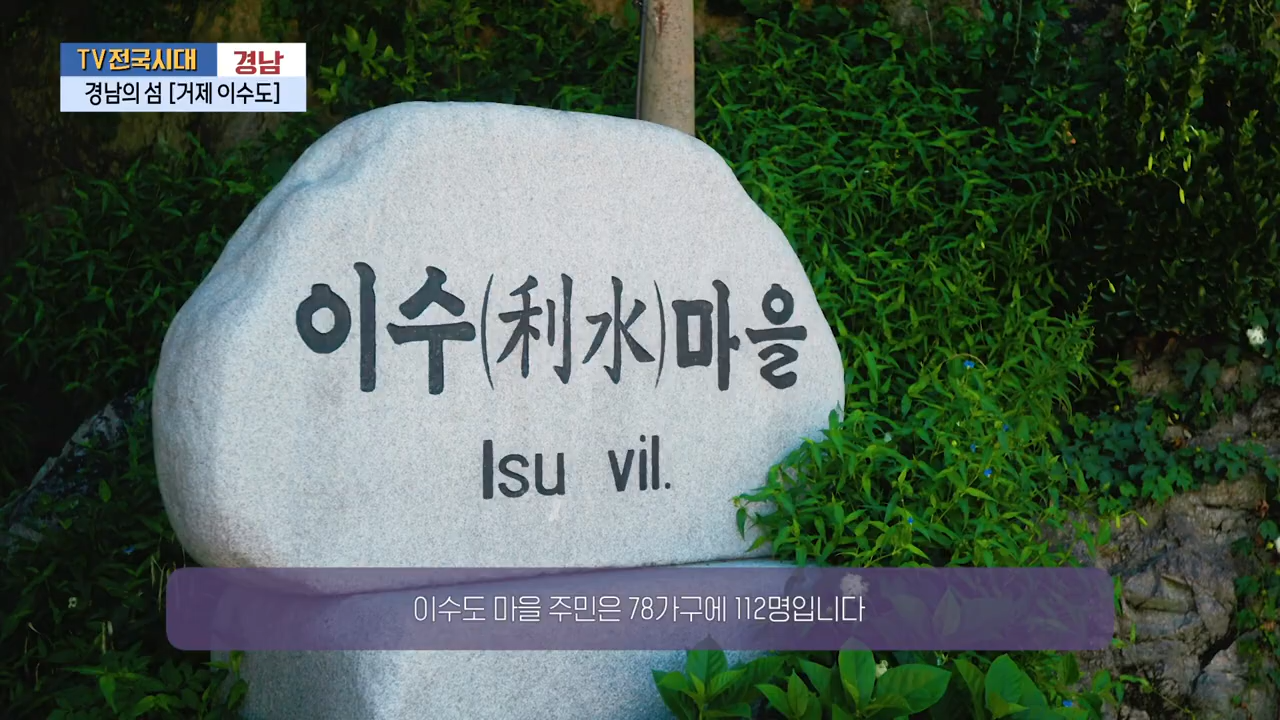 TV전국시대 경남
경남의 섬 [거제 이수도]
이수(利水)마을
Isu vil.
이수도 마을 주민은 78가구에 112명입니다